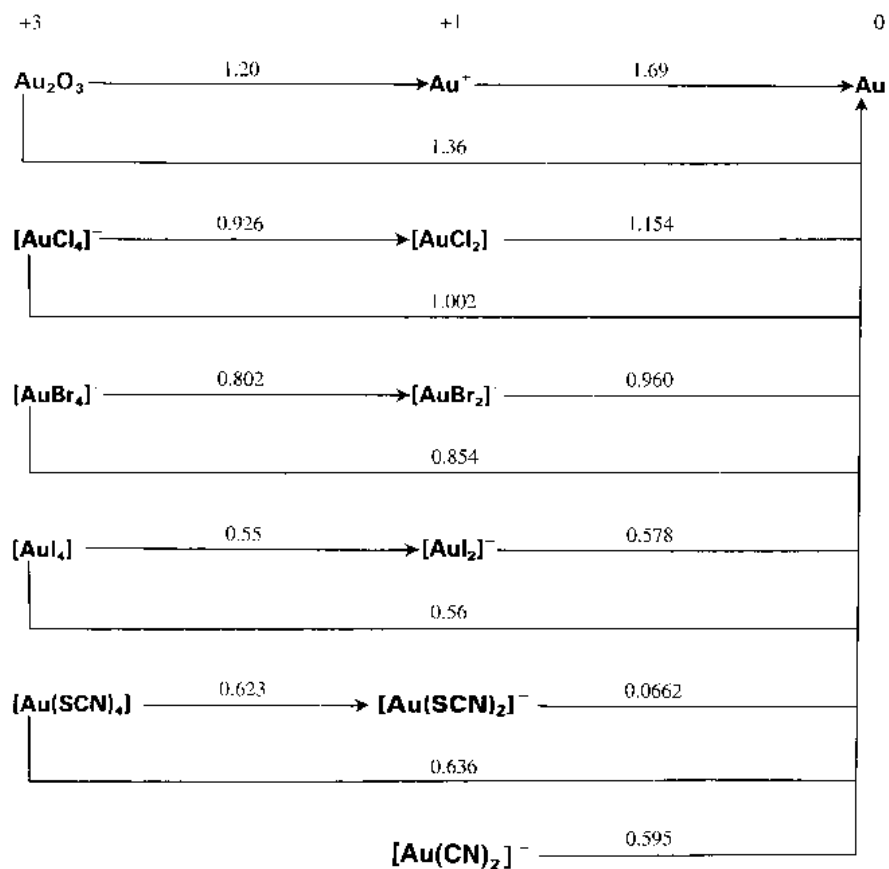 +3 +1 0
Au₂O₃ 1.20 Au⁺ 1.69 Au
1.36
[AuCl₄]⁻ 0.926 [AuCl₂] 1.154
1.002
[AuBr₄] 0.802 [AuBr₂] 0.960
0.854
[AuI₄] 0.55 [AuI₂]⁻ 0.578
0.56
[Au(SCN)₄] 0.623 [Au(SCN)₂]⁻ 0.0662
0.636
[Au(CN)₂]⁻ 0.595